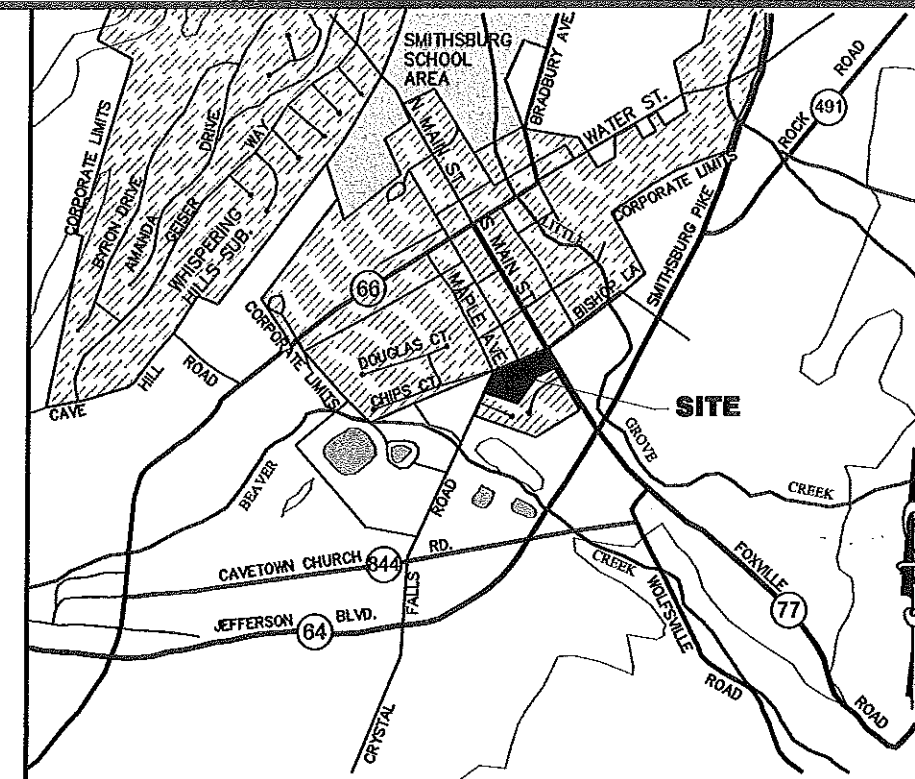 SMITHSBURG
SCHOOL
AREA
BRADBURY AVE.
ROCK ROAD
491
CORPORATE LIMITS
BYRON DRIVE
AMANDA DRIVE
GEISER WAY
WHISPERING
HILLS SUB.
N MAIN ST.
WATER ST.
CORPORATE LIMITS
SMITHSBURG PIKE
LITTLE
S MAIN ST.
BISHOP LA.
66
MAPLE AVE
CORPORATE LIMITS
DOUGLAS CT.
CHIPS CT.
CAVE HILL ROAD
SITE
GROVE CREEK
BEAVER CREEK
CAVETOWN CHURCH RD.
844
JEFFERSON BLVD.
64
CRYSTAL FALLS ROAD
WOLFSVILLE ROAD
FOXVILLE ROAD
77